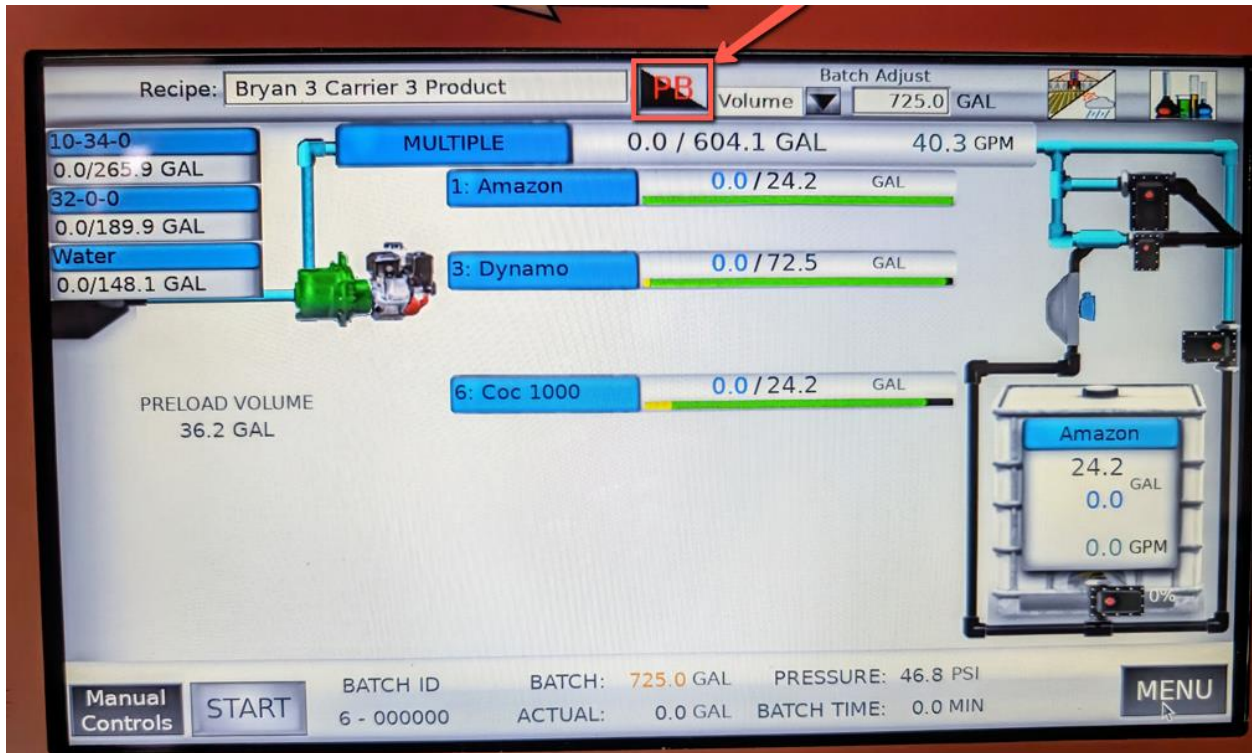 Recipe: Bryan 3 Carrier 3 Product
PB
Batch Adjust
Volume 725.0 GAL
10-34-0
0.0/265.9 GAL
32-0-0
0.0/189.9 GAL
Water
0.0/148.1 GAL
MULTIPLE 0.0 / 604.1 GAL 40.3 GPM
1: Amazon 0.0 / 24.2 GAL
3: Dynamo 0.0 / 72.5 GAL
6: Coc 1000 0.0 / 24.2 GAL
PRELOAD VOLUME
36.2 GAL
Amazon
24.2
GAL
0.0
0.0 GPM
0%
Manual
Controls
START
BATCH ID
6 - 000000
BATCH: 725.0 GAL
ACTUAL: 0.0 GAL
PRESSURE: 46.8 PSI
BATCH TIME: 0.0 MIN
MENU